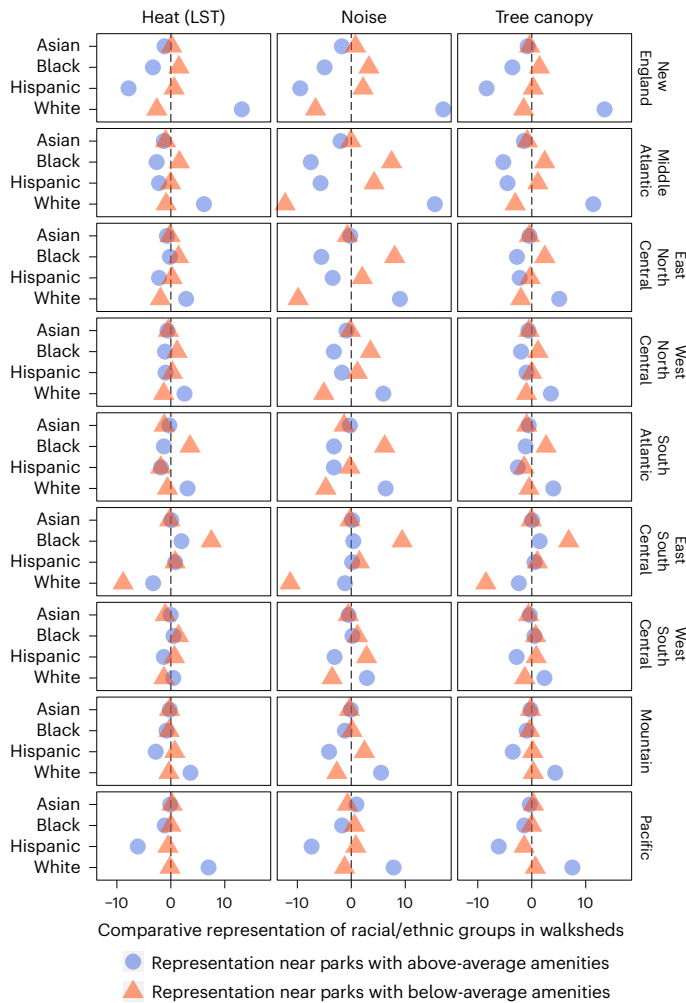 Heat (LST) Noise Tree canopy
Asian
Black
Hispanic
White
New
England
Asian
Black
Hispanic
White
Middle
Atlantic
Asian
Black
Hispanic
White
East
North
Central
Asian
Black
Hispanic
White
West
North
Central
Asian
Black
Hispanic
White
South
Atlantic
Asian
Black
Hispanic
White
East
South
Central
Asian
Black
Hispanic
White
West
South
Central
Asian
Black
Hispanic
White
Mountain
Asian
Black
Hispanic
White
Pacific
−10 0 10 −10 0 10 −10 0 10
Comparative representation of racial/ethnic groups in walksheds
Representation near parks with above-average amenities
Representation near parks with below-average amenities